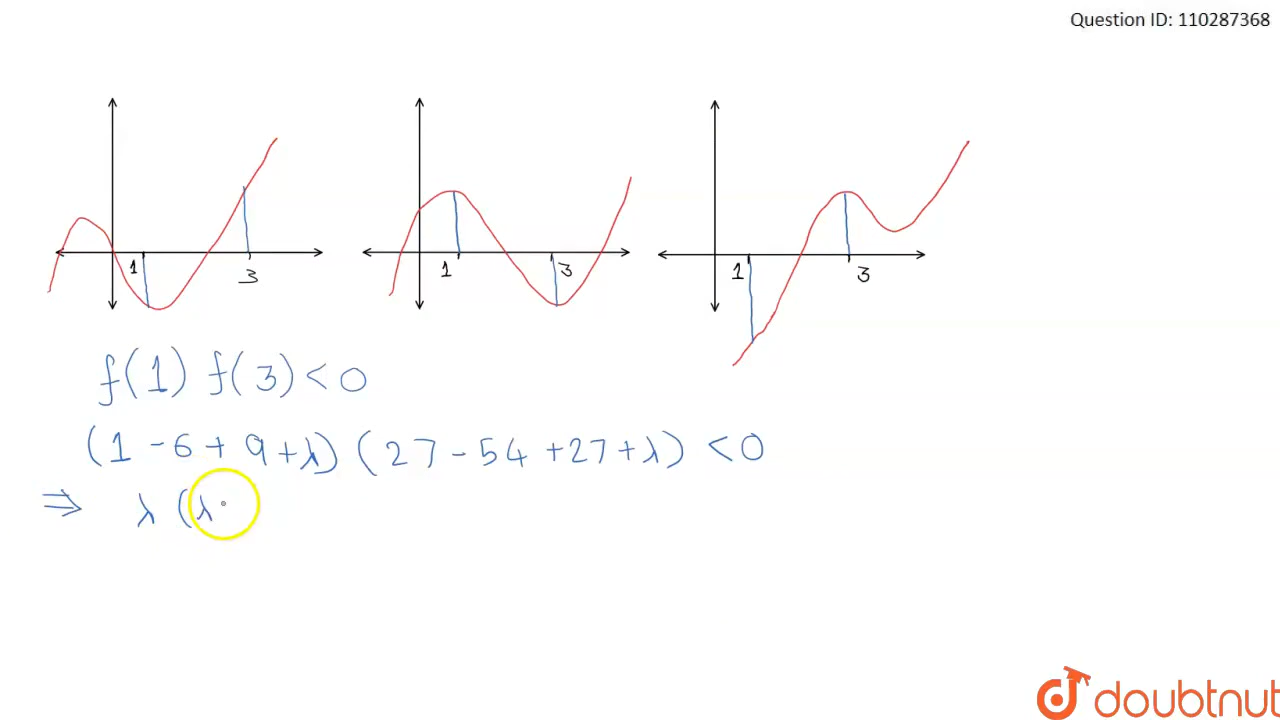 Question ID: 110287368
1 3 1 3 1 3
f(1) f(3) < 0
(1 - 6 + 9 + λ) (27 - 54 + 27 + λ) < 0
⇒ λ (λ
doubtnut